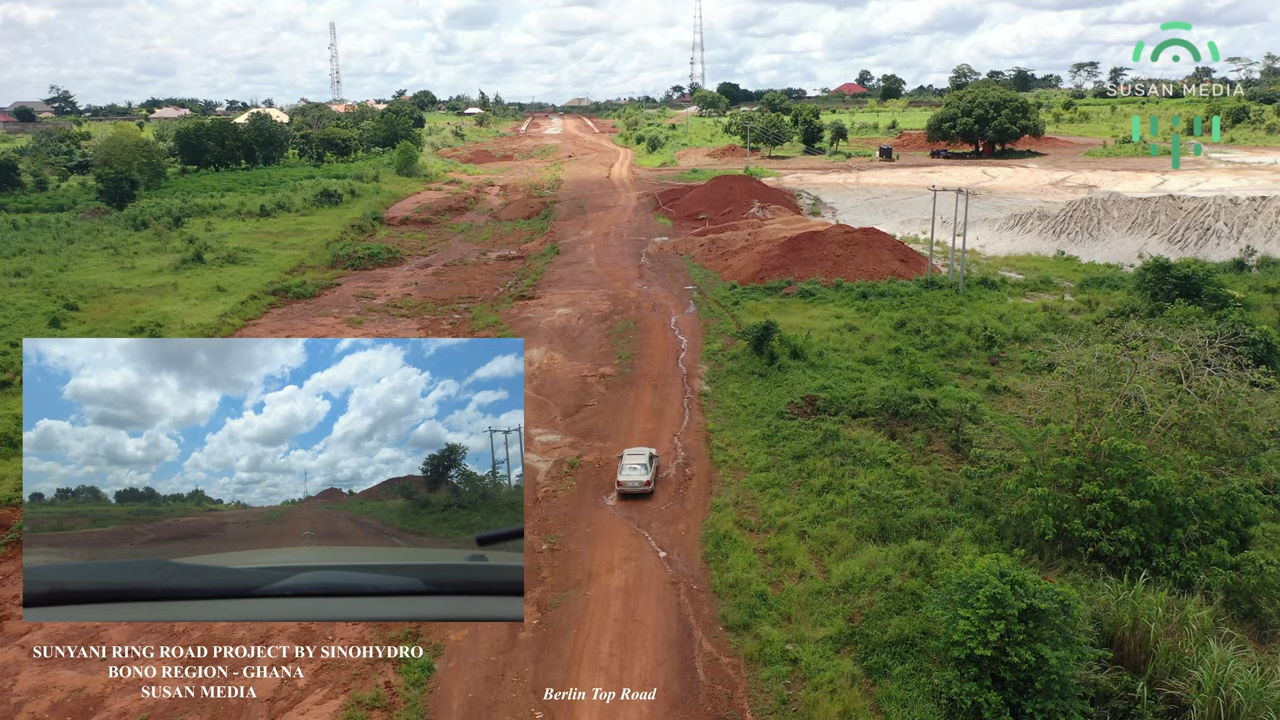 SUSAN MEDIA
SUNYANI RING ROAD PROJECT BY SINOHYDRO
BONO REGION - GHANA
SUSAN MEDIA
Berlin Top Road